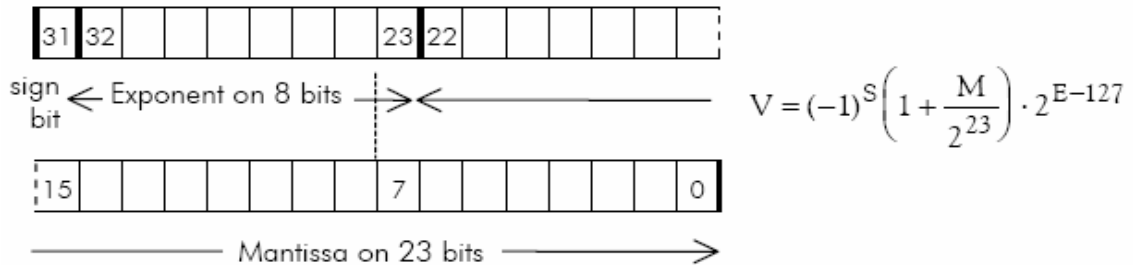 31 32 23 22
sign bit
Exponent on 8 bits
V = (-1)^S (1 + M/2^23) · 2^E-127
15 7 0
Mantissa on 23 bits